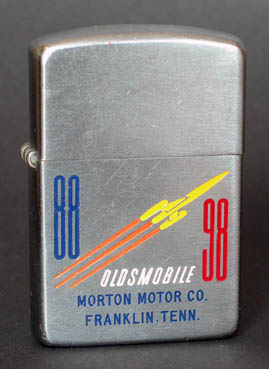 88
98
OLDSMOBILE
MORTON MOTOR CO.
FRANKLIN, TENN.